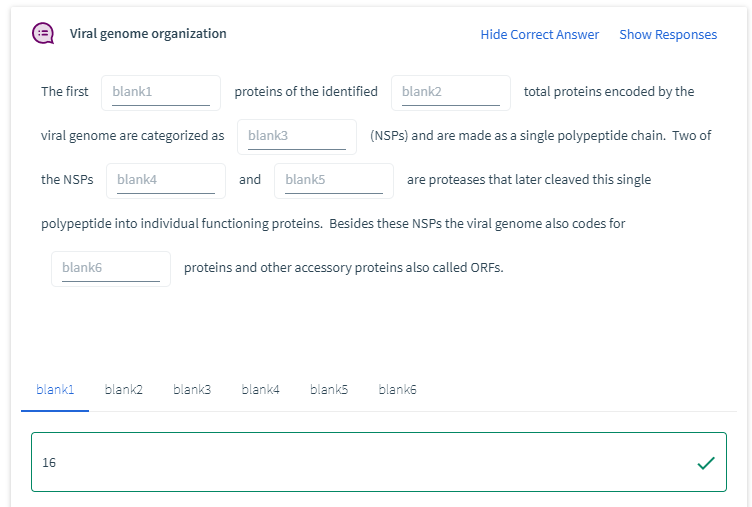 Viral genome organization Hide Correct Answer Show Responses
The first blank1 proteins of the identified blank2 total proteins encoded by the
viral genome are categorized as blank3 (NSPs) and are made as a single polypeptide chain. Two of
the NSPs blank4 and blank5 are proteases that later cleaved this single
polypeptide into individual functioning proteins. Besides these NSPs the viral genome also codes for
blank6 proteins and other accessory proteins also called ORFs.
blank1 blank2 blank3 blank4 blank5 blank6
16